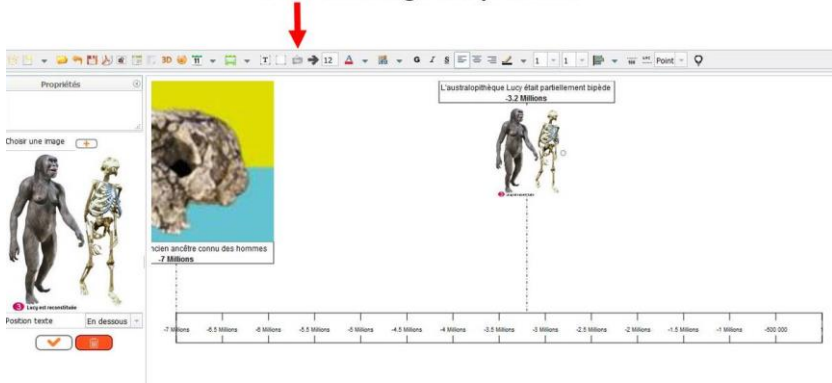 T
3D
12
G I S
1
1
Point
Propriétés
Choisir une image
Lucy est reconstituée
Position texte
En dessous
L'australopithèque Lucy était partiellement bipède
-3.2 Millions
ncien ancêtre connu des hommes
-7 Millions
-7 Millions -6.5 Millions -6 Millions -5.5 Millions -5 Millions -4.5 Millions -4 Millions -3.5 Millions -3 Millions -2.5 Millions -2 Millions -1.5 Millions -1 Millions -500 000